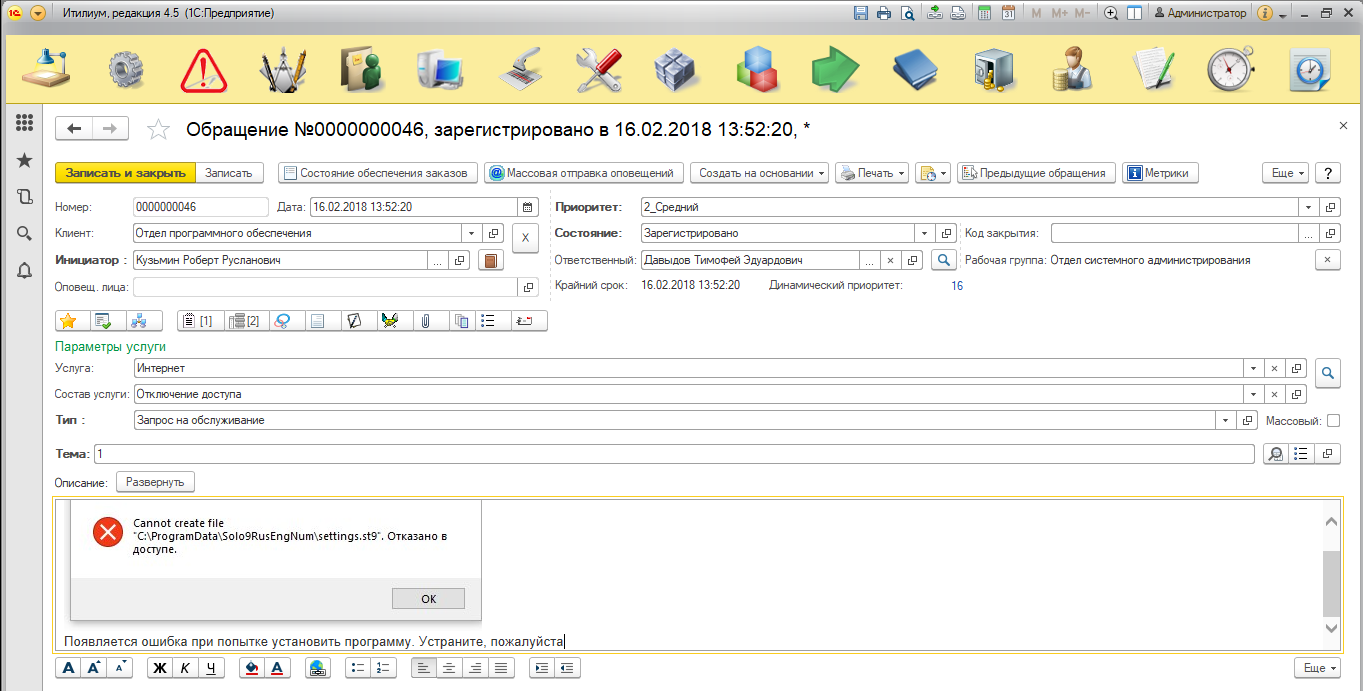 Итилиум, редакция 4.5 (1С:Предприятие)
M M+ M- Администратор
Обращение №0000000046, зарегистрировано в 16.02.2018 13:52:20, *
Записать и закрыть Записать Состояние обеспечения заказов Массовая отправка оповещений Создать на основании Печать Предыдущие обращения Метрики Еще ?
Номер: 0000000046 Дата: 16.02.2018 13:52:20 Приоритет: 2_Средний
Клиент: Отдел программного обеспечения X Состояние: Зарегистрировано Код закрытия: ...
Инициатор : Кузьмин Роберт Русланович ... Ответственный: Давыдов Тимофей Эдуардович ... × Рабочая группа: Отдел системного администрирования ×
Оповещ. лица: Крайний срок: 16.02.2018 13:52:20 Динамический приоритет: 16
[1] [2]
Параметры услуги
Услуга: Интернет ×
Состав услуги: Отключение доступа ×
Тип : Запрос на обслуживание Массовый:
Тема: 1
Описание: Развернуть
Cannot create file
"C:\ProgramData\Solo9RusEngNum\settings.st9". Отказано в
доступе.
OK
Появляется ошибка при попытке установить программу. Устраните, пожалуйста
A A A Ж К Ч A Еще